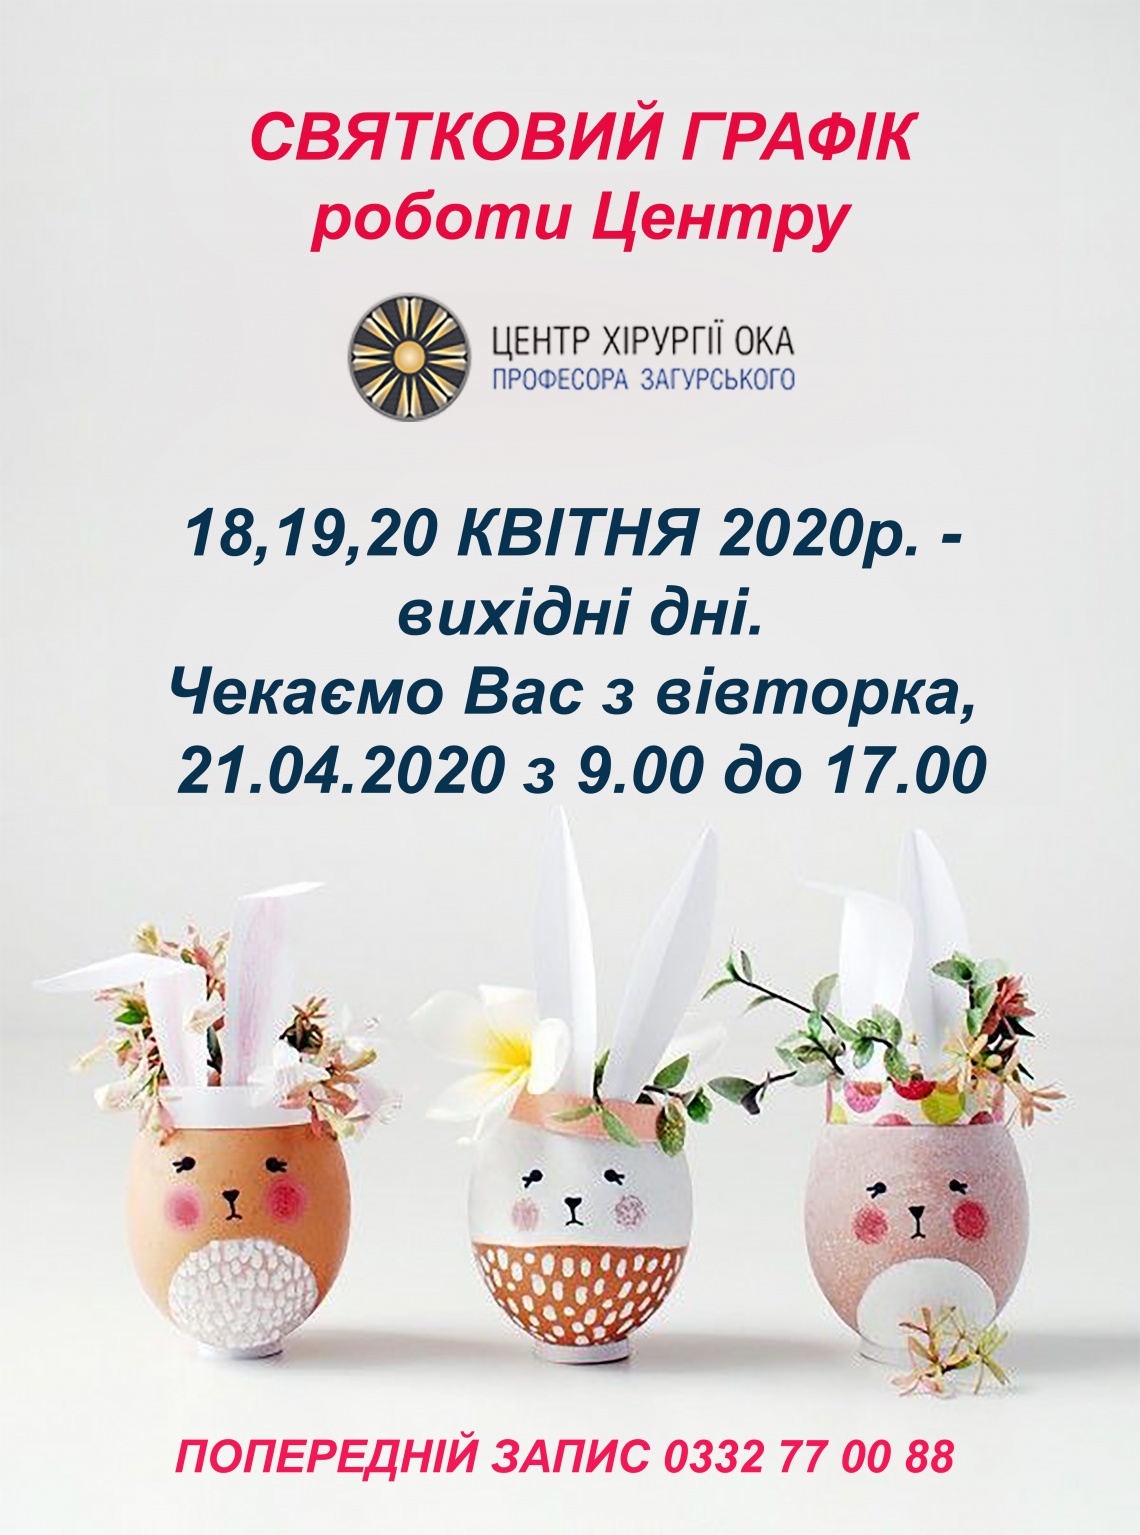 СВЯТКОВИЙ ГРАФІК
роботи Центру
ЦЕНТР ХІРУРГІЇ ОКА
ПРОФЕСОРА ЗАГУРСЬКОГО
18,19,20 КВІТНЯ 2020р. -
вихідні дні.
Чекаємо Вас з вівторка,
21.04.2020 з 9.00 до 17.00
ПОПЕРЕДНІЙ ЗАПИС 0332 77 00 88